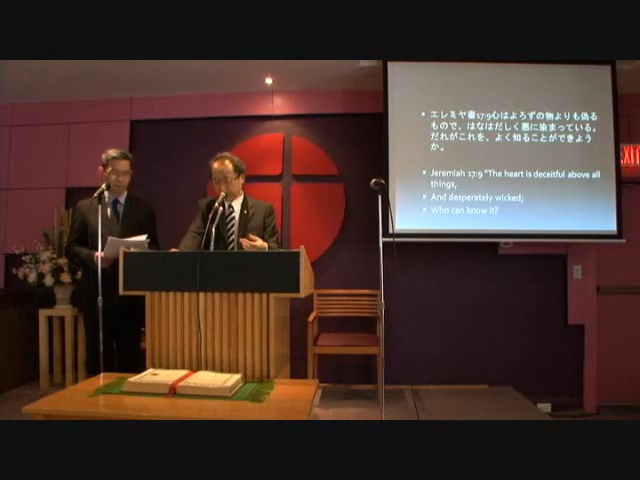 エレミヤ書17:9心はよろずの物よりも偽る
もので、はなはだしく悪に染まっている。
だれがこれを、よく知ることができよう
か。
Jeremiah 17:9 "The heart is deceitful above all
things,
And desperately wicked;
Who can know it?
EXIT